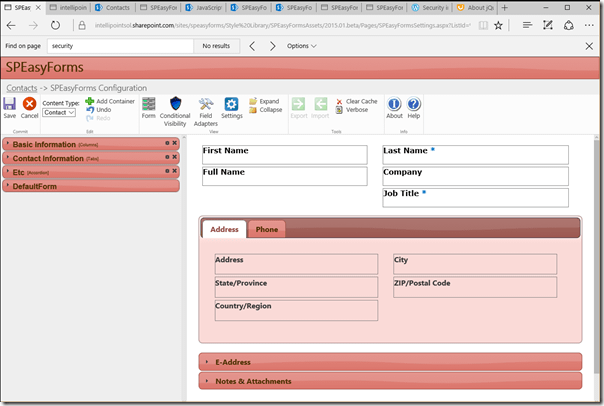 SPEasy
intellipoin
Contacts
SPEasyFor
JavaScript
SPEasyFo
SPEasyFo
SPEasyFor
SPEasyFor
Security i
About jQu
intellipointsol.sharepoint.com/sites/speasyforms/Style%20Library/SPEasyFormsAssets/2015.01.beta/Pages/SPEasyFormsSettings.aspx?ListId=
Find on page security No results Options
SPEasyForms
Contacts -> SPEasyForms Configuration
Save
Cancel
Commit
Content Type:
Contact
Add Container
Undo
Redo
Edit
Form
Conditional Visibility
Field Adapters
Settings
Expand
Collapse
View
Export
Import
Clear Cache
Verbose
Tools
About
Help
Info
Basic Information [Columns]
Contact Information [Tabs]
Etc [Accordion]
DefaultForm
First Name
Last Name *
Full Name
Company
Job Title *
Address Phone
Address
City
State/Province
ZIP/Postal Code
Country/Region
E-Address
Notes & Attachments